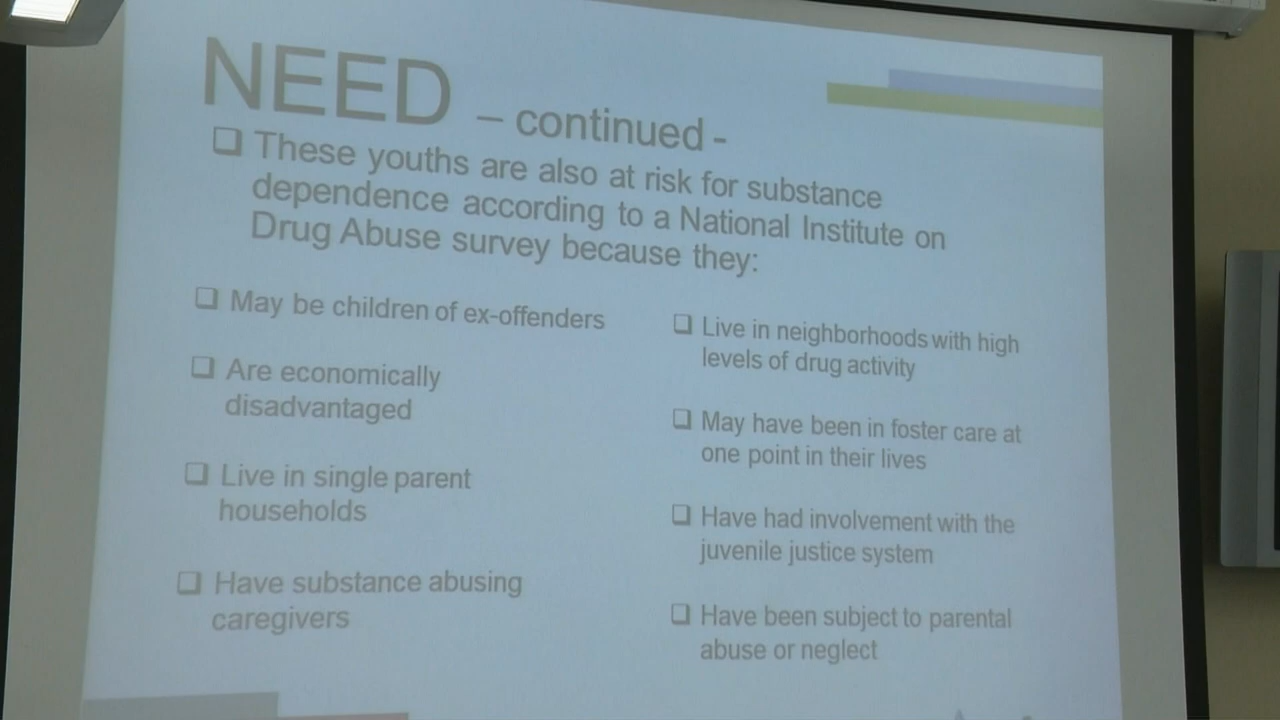 NEED – continued -
❑ These youths are also at risk for substance
dependence according to a National Institute on
Drug Abuse survey because they:
❑ May be children of ex-offenders
❑ Are economically
disadvantaged
❑ Live in single parent
households
❑ Have substance abusing
caregivers
❑ Live in neighborhoods with high
levels of drug activity
❑ May have been in foster care at
one point in their lives
❑ Have had involvement with the
juvenile justice system
❑ Have been subject to parental
abuse or neglect